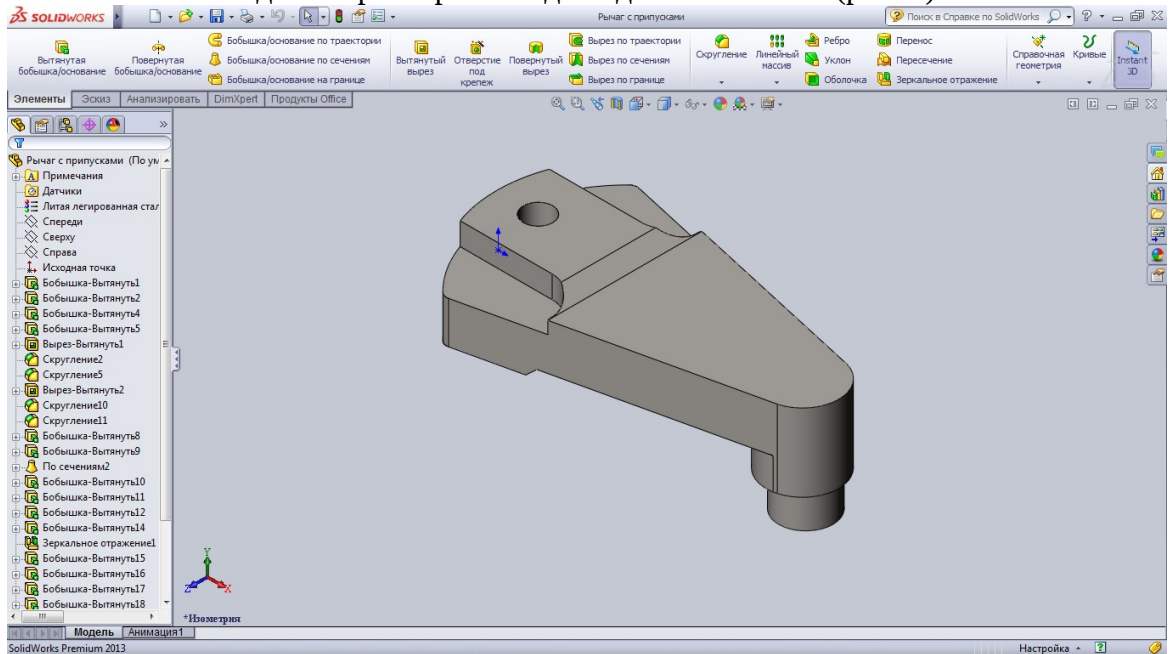 SOLIDWORKS
Рычаг с припусками
Поиск в Справке по SolidWorks
Вытянутая бобышка/основание
Повернутая бобышка/основание
Бобышка/основание по траектории
Бобышка/основание по сечениям
Бобышка/основание на границе
Вытянутый вырез
Отверстие под крепеж
Повернутый вырез
Вырез по траектории
Вырез по сечениям
Вырез по границе
Скругление
Линейный массив
Ребро
Уклон
Оболочка
Перенос
Пересечение
Зеркальное отражение
Справочная геометрия
Кривые
Instant 3D
Элементы
Эскиз
Анализировать
DimXpert
Продукты Office
Рычаг с припусками (По ум
Примечания
Датчики
Литая легированная стал
Спереди
Сверху
Справа
Исходная точка
Бобышка-Вытянуть1
Бобышка-Вытянуть2
Бобышка-Вытянуть4
Бобышка-Вытянуть5
Вырез-Вытянуть1
Скругление2
Скругление5
Вырез-Вытянуть2
Скругление10
Скругление11
Бобышка-Вытянуть8
Бобышка-Вытянуть9
По сечениям2
Бобышка-Вытянуть10
Бобышка-Вытянуть11
Бобышка-Вытянуть12
Бобышка-Вытянуть14
Зеркальное отражение1
Бобышка-Вытянуть15
Бобышка-Вытянуть16
Бобышка-Вытянуть17
Бобышка-Вытянуть18
Y
Z
X
*Изометрия
Модель
Анимация1
SolidWorks Premium 2013
Настройка